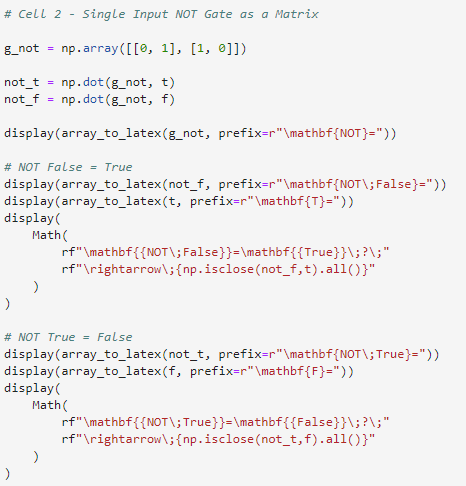 # Cell 2 - Single Input NOT Gate as a Matrix
g_not = np.array([[0, 1], [1, 0]])
not_t = np.dot(g_not, t)
not_f = np.dot(g_not, f)
display(array_to_latex(g_not, prefix=r"\mathbf{NOT}="))
# NOT False = True
display(array_to_latex(not_f, prefix=r"\mathbf{NOT\;False}="))
display(array_to_latex(t, prefix=r"\mathbf{T}="))
display(
    Math(
        rf"\mathbf{{NOT\;False}}=\mathbf{{True}}\;?\;"
        rf"\rightarrow\;{np.isclose(not_f,t).all()}"
    )
)
# NOT True = False
display(array_to_latex(not_t, prefix=r"\mathbf{NOT\;True}="))
display(array_to_latex(f, prefix=r"\mathbf{F}="))
display(
    Math(
        rf"\mathbf{{NOT\;True}}=\mathbf{{False}}\;?\;"
        rf"\rightarrow\;{np.isclose(not_t,f).all()}"
    )
)